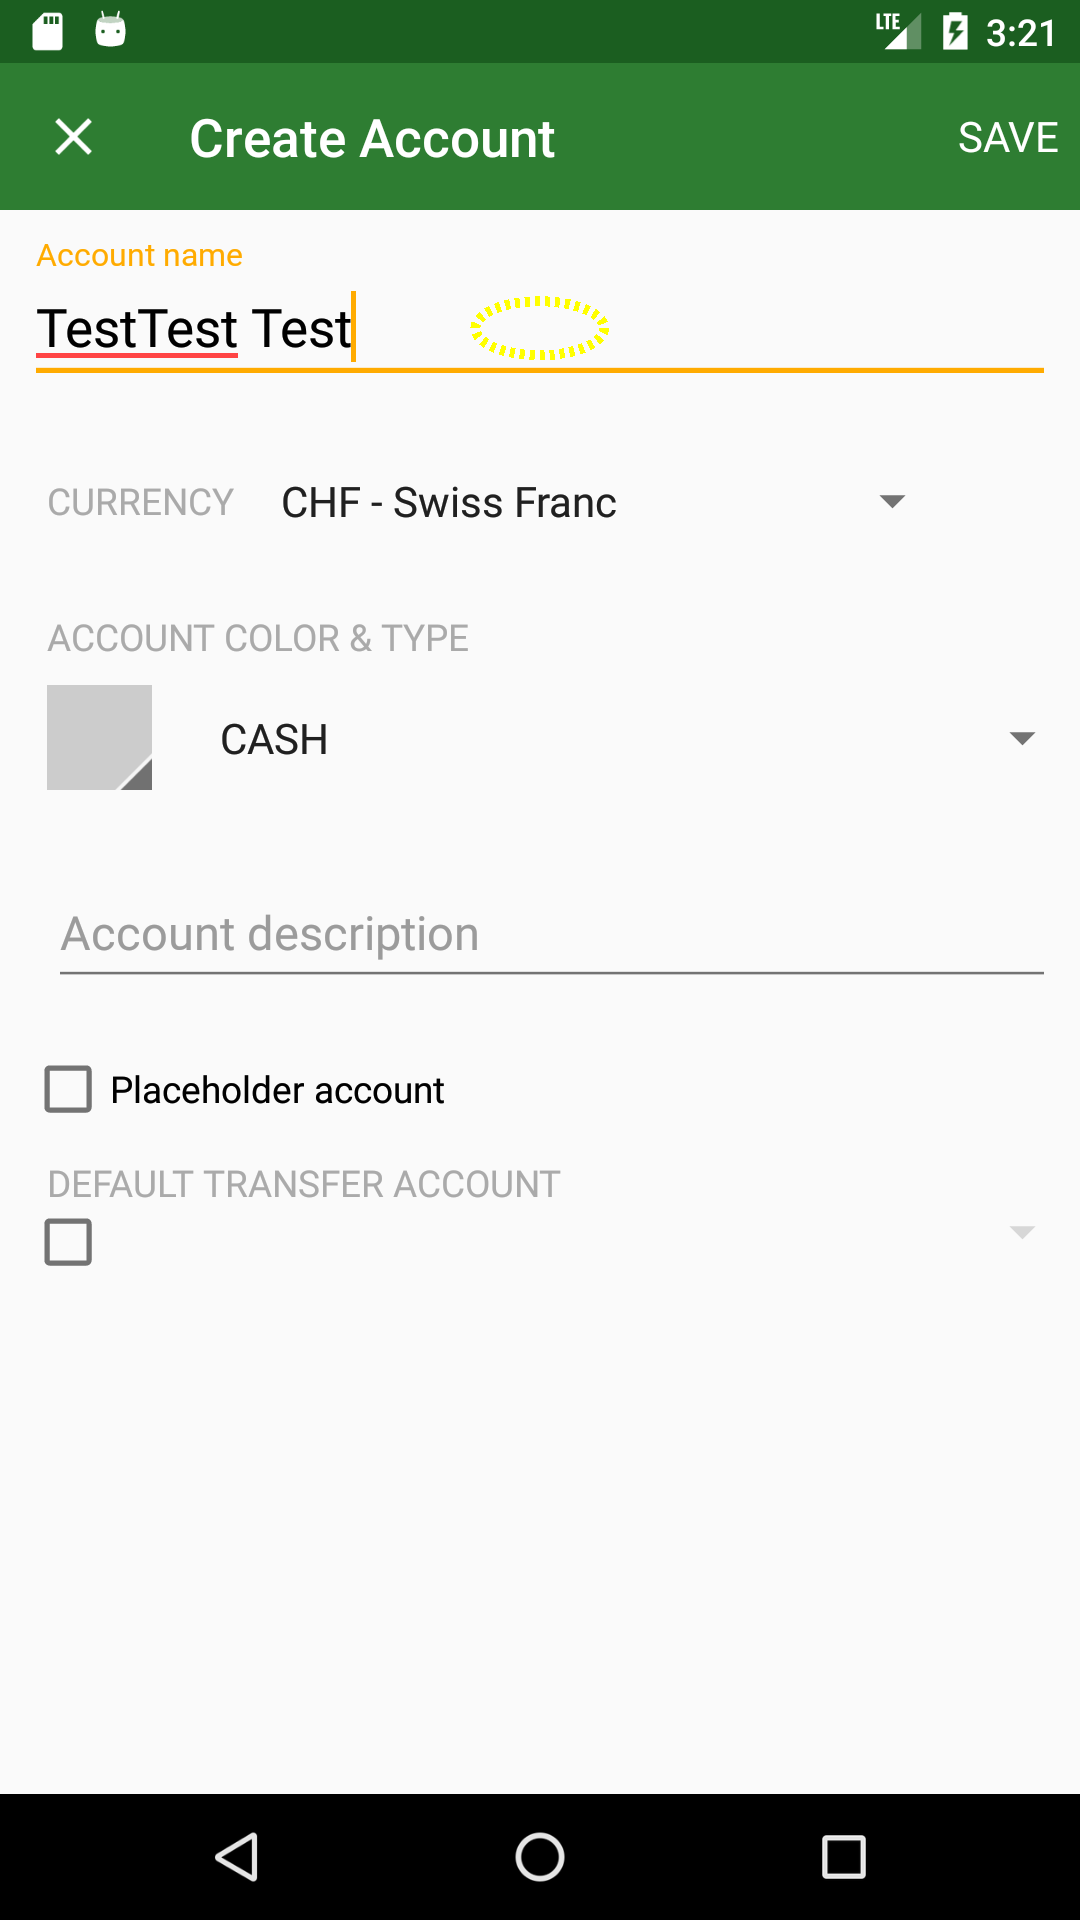 LTE 3:21
Create Account SAVE
Account name
TestTest Test
CURRENCY CHF - Swiss Franc
ACCOUNT COLOR & TYPE
CASH
Account description
Placeholder account
DEFAULT TRANSFER ACCOUNT